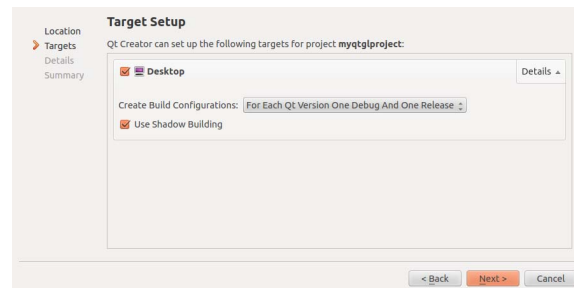 Location
Targets
Details
Summary
Target Setup
Qt Creator can set up the following targets for project myqtglproject:
Desktop
Details
Create Build Configurations: For Each Qt Version One Debug And One Release
Use Shadow Building
< Back
Next >
Cancel